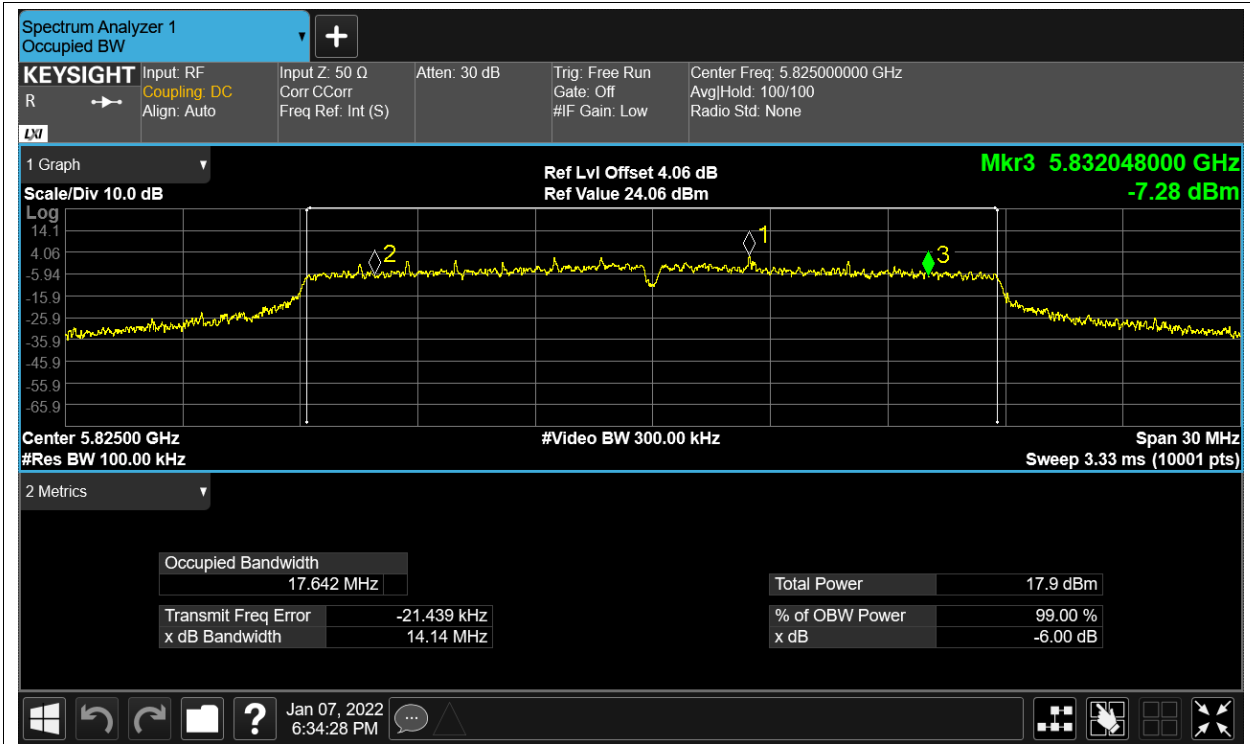 Spectrum Analyzer 1
Occupied BW
KEYSIGHT
R
LXI
Input: RF
Coupling: DC
Align: Auto
Input Z: 50 Ω
Corr CCorr
Freq Ref: Int (S)
Atten: 30 dB
Trig: Free Run
Gate: Off
#IF Gain: Low
Center Freq: 5.825000000 GHz
Avg|Hold: 100/100
Radio Std: None
1 Graph
Ref Lvl Offset 4.06 dB
Mkr3 5.832048000 GHz
Scale/Div 10.0 dB
Ref Value 24.06 dBm
-7.28 dBm
Log
14.1
4.06
-5.94
-15.9
-25.9
-35.9
-45.9
-55.9
-65.9
2
1
3
Center 5.82500 GHz
#Video BW 300.00 kHz
Span 30 MHz
#Res BW 100.00 kHz
Sweep 3.33 ms (10001 pts)
2 Metrics
Occupied Bandwidth
17.642 MHz
Total Power 17.9 dBm
Transmit Freq Error -21.439 kHz
% of OBW Power 99.00 %
x dB Bandwidth 14.14 MHz
x dB -6.00 dB
?
Jan 07, 2022
6:34:28 PM